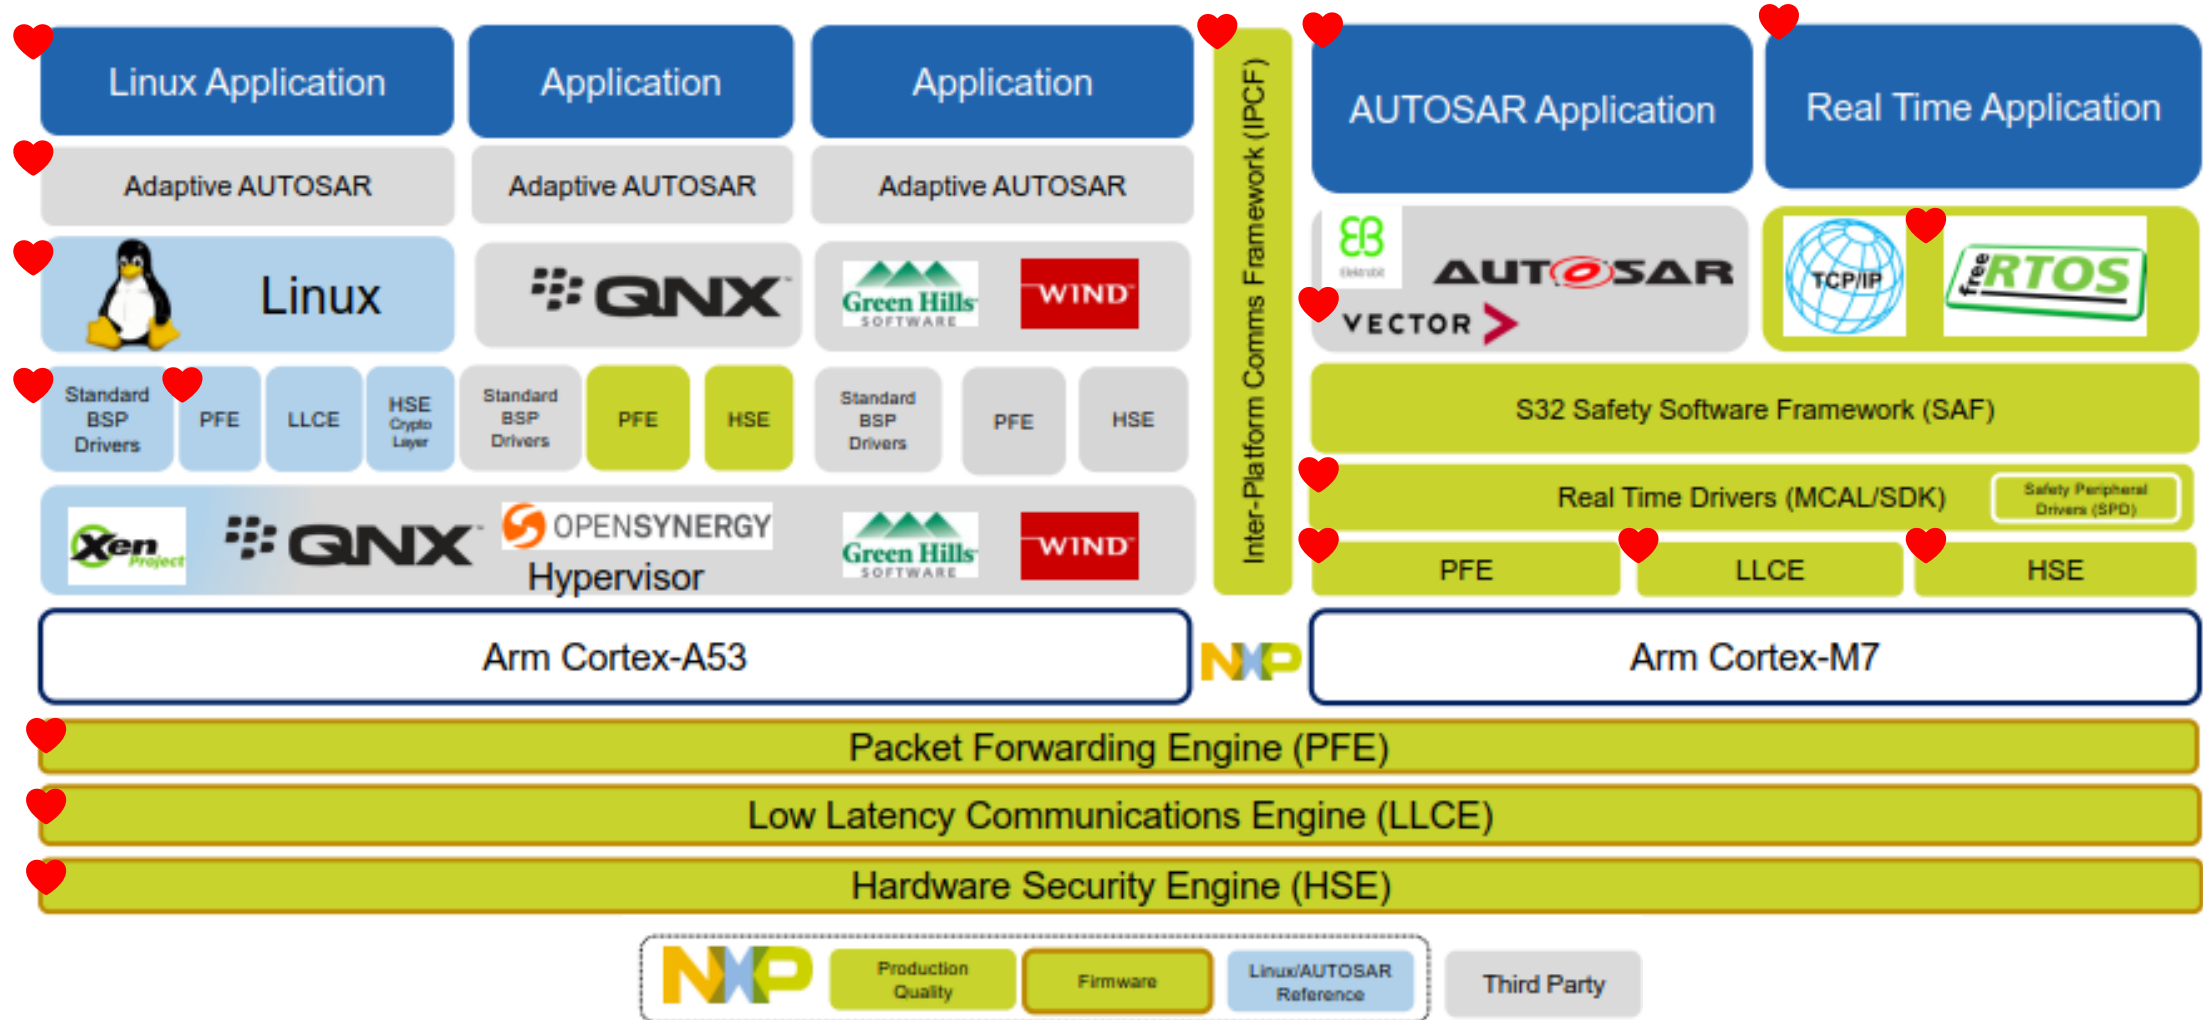 Linux Application
Application
Application
Inter-Platform Comms Framework (IPCF)
AUTOSAR Application
Real Time Application
Adaptive AUTOSAR
Adaptive AUTOSAR
Adaptive AUTOSAR
Linux
QNX
Green Hills
SOFTWARE
WIND
EB
Elektrobit
AUTOSAR
VECTOR
TCP/IP
free RTOS
Standard
BSP
Drivers
PFE
LLCE
HSE
Crypto
Layer
Standard
BSP
Drivers
PFE
HSE
Standard
BSP
Drivers
PFE
HSE
S32 Safety Software Framework (SAF)
Real Time Drivers (MCAL/SDK)
Safety Peripheral
Drivers (SPD)
Xen
Project
QNX
OPENSYNERGY
Hypervisor
Green Hills
SOFTWARE
WIND
PFE
LLCE
HSE
Arm Cortex-A53
NXP
Arm Cortex-M7
Packet Forwarding Engine (PFE)
Low Latency Communications Engine (LLCE)
Hardware Security Engine (HSE)
NXP
Production
Quality
Firmware
Linux/AUTOSAR
Reference
Third Party